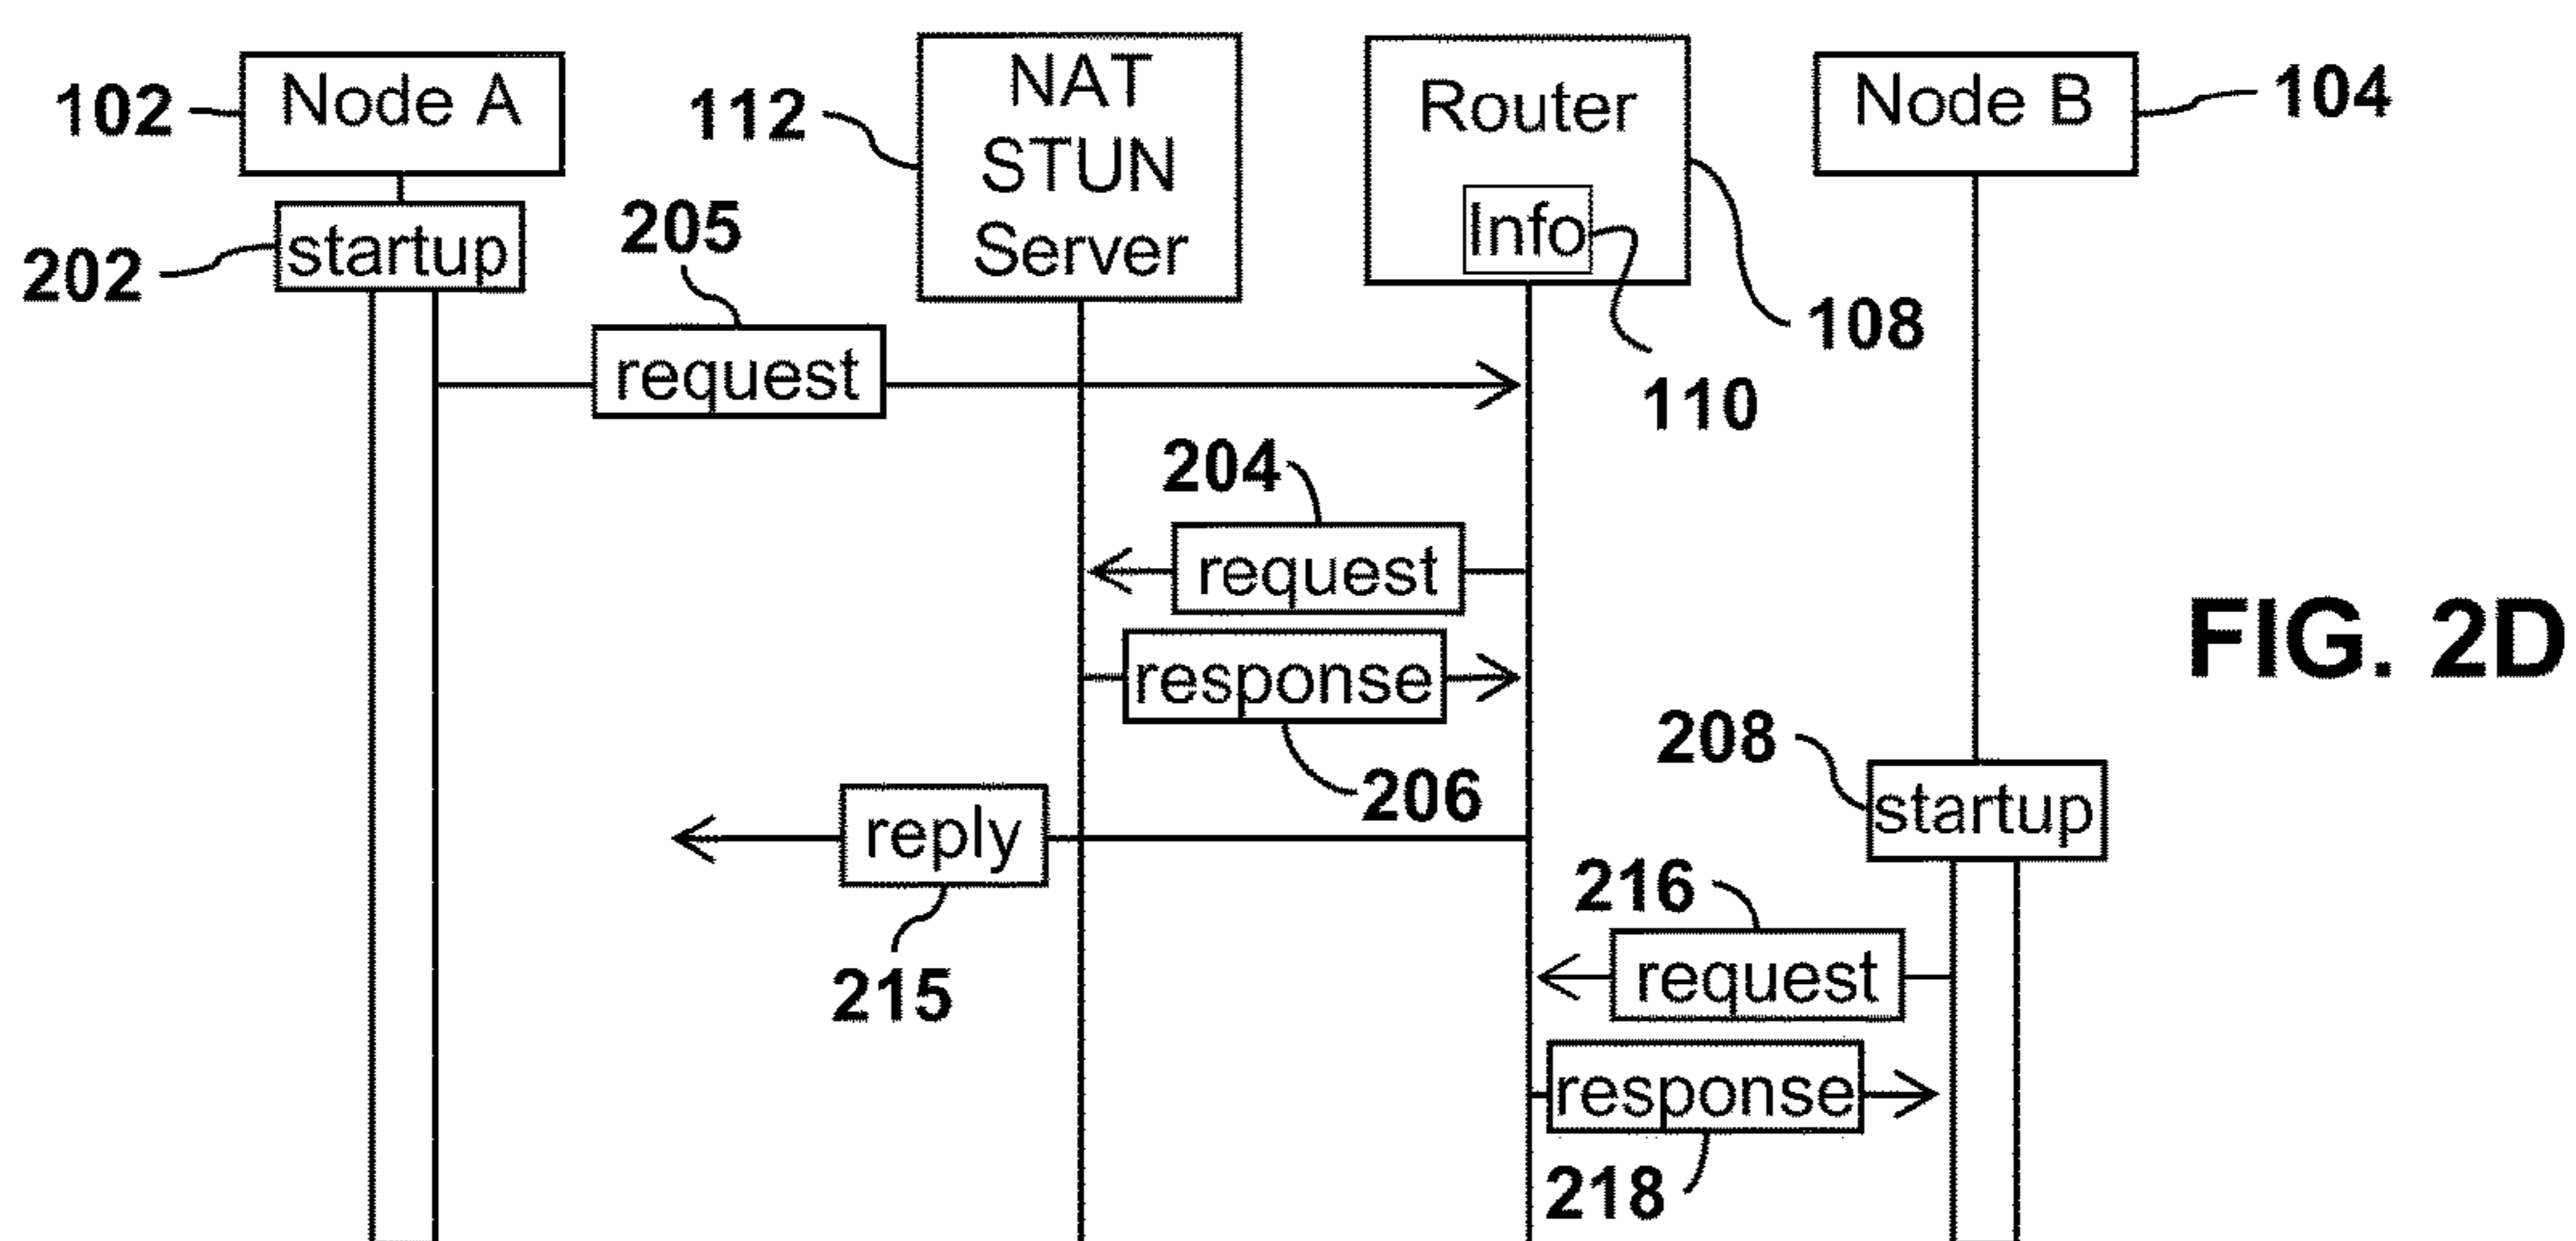 102
Node A
112
NAT
STUN
Server
Router
Info
Node B
104
202
startup
205
108
request
110
204
request
FIG. 2D
response
206
208
startup
reply
215
216
request
response
218